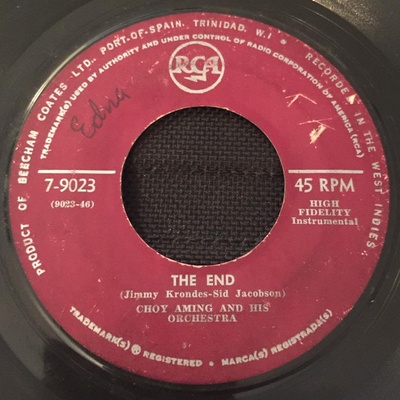 PRODUCT OF BEECHAM COATES LTD., PORT-OF-SPAIN, TRINIDAD, W.I • RECORDED IN THE WEST INDIES
TRADEMARK(s) USED BY AUTHORITY AND UNDER CONTROL OF RADIO CORPORATION OF AMERICA (RCA)
RCA
Edna
7-9023
(9023-46)
45 RPM
HIGH
FIDELITY
Instrumental
THE END
(Jimmy Krondes-Sid Jacobson)
CHOY AMING AND HIS
ORCHESTRA
TRADEMARK(s) ® REGISTERED • MARCA(s) REGISTRADA(s)